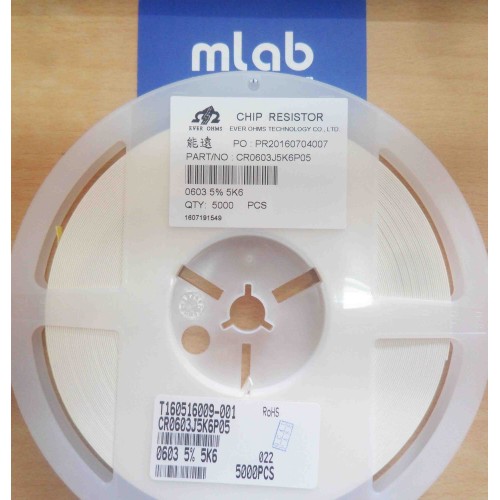 mlab
CHIP RESISTOR
EVER OHMS
EVER OHMS TECHNOLOGY CO., LTD.
能遠
PO : PR20160704007
PART/NO : CR0603J5K6P05
0603 5% 5K6
QTY: 5000 PCS
1607191549
T160516009-001
RoHS
CR0603J5K6P05
0603 5% 5K6
022
5000PCS